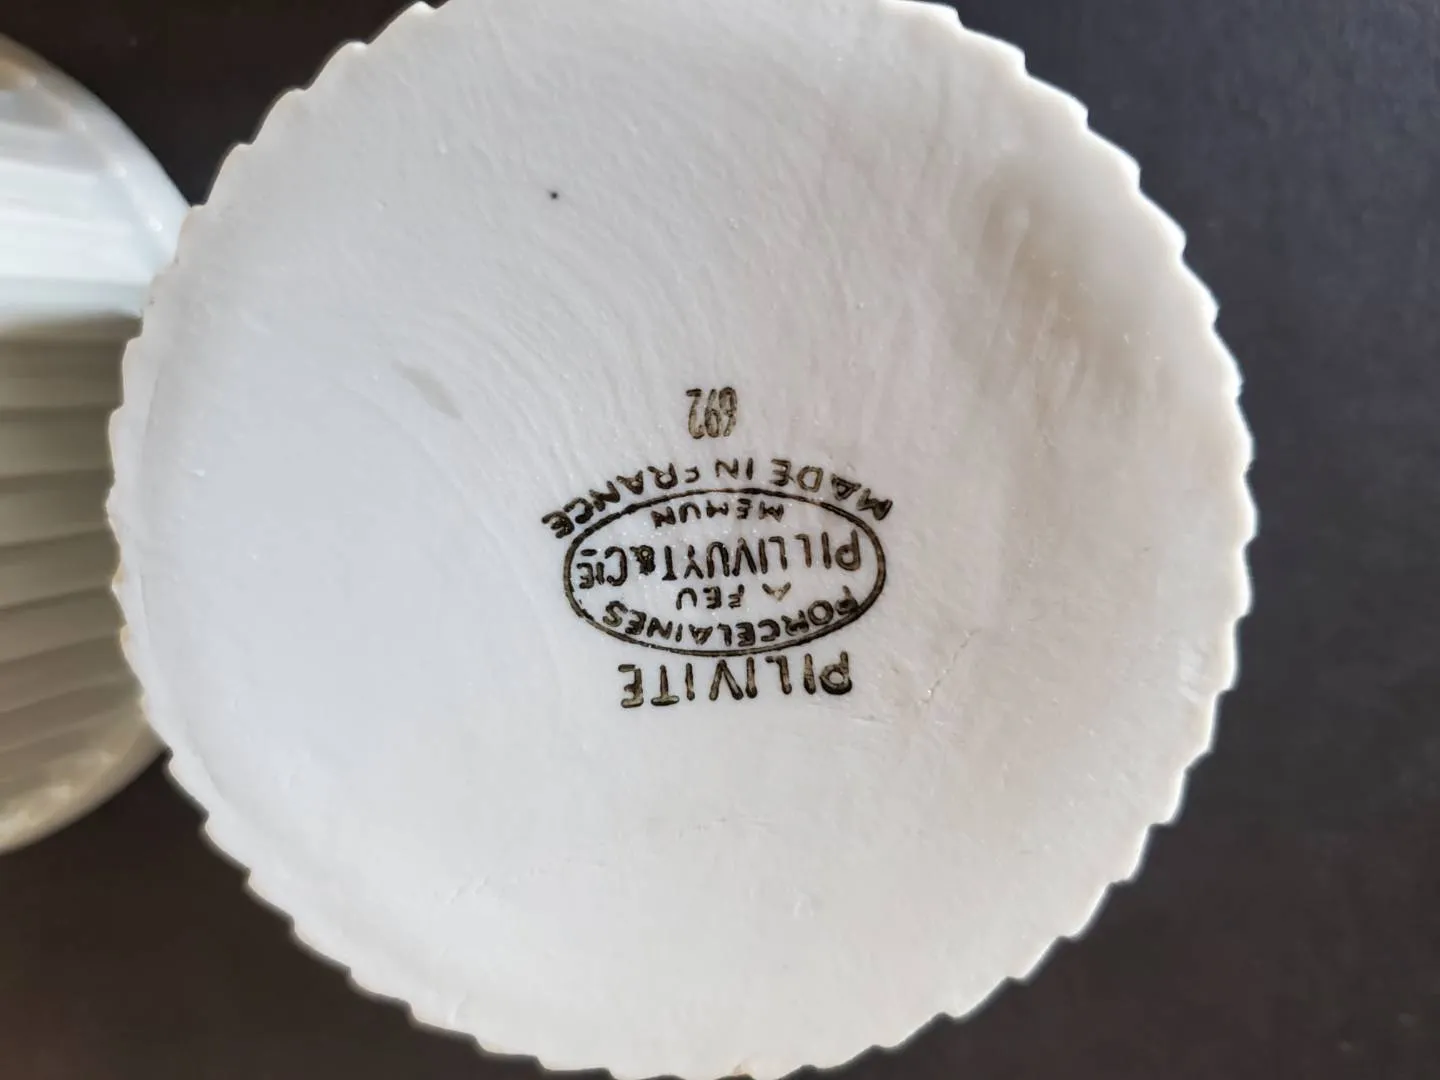 PILIVITE
PORCELAINES
A FEU
PILLIVUYT & CIE
MEHUN
MADE IN FRANCE
692